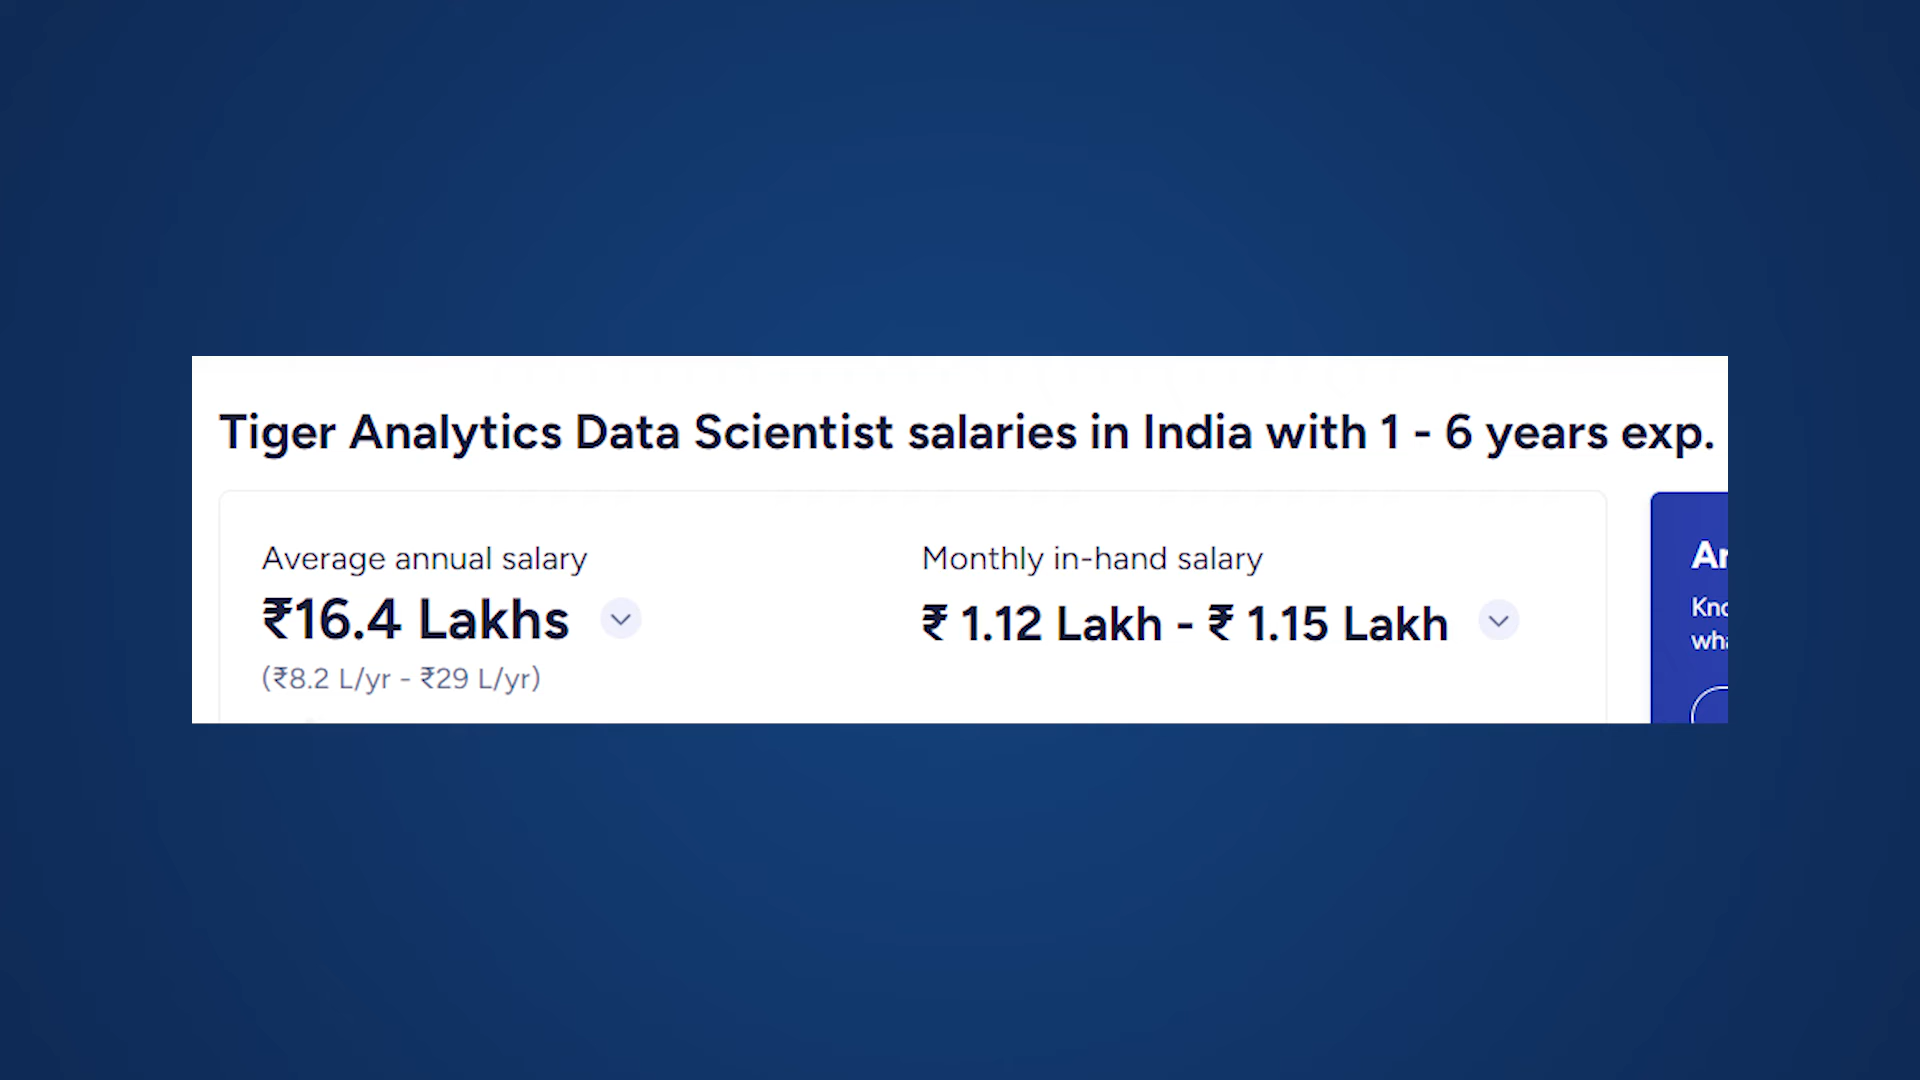 Tiger Analytics Data Scientist salaries in India with 1 - 6 years exp.
Average annual salary
₹16.4 Lakhs
(₹8.2 L/yr - ₹29 L/yr)
Monthly in-hand salary
₹ 1.12 Lakh - ₹ 1.15 Lakh